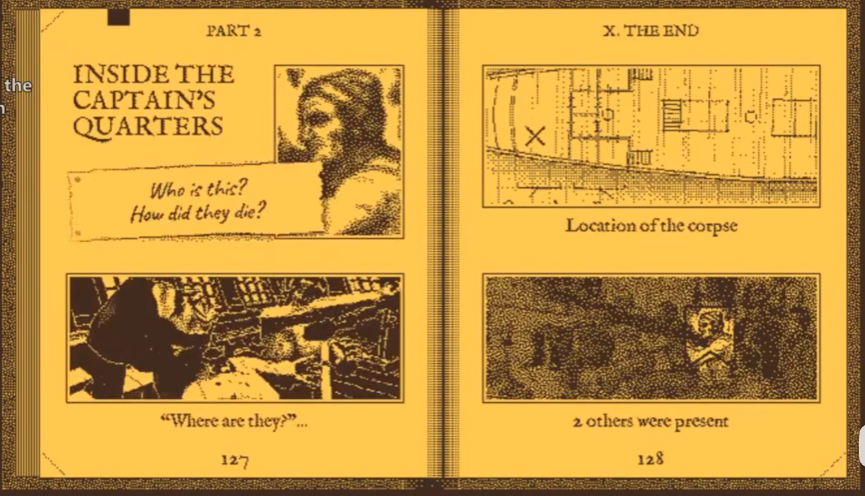 the
PART 2
INSIDE THE
CAPTAIN'S
QUARTERS
Who is this?
How did they die?
"Where are they?"...
127
X. THE END
Location of the corpse
2 others were present
128